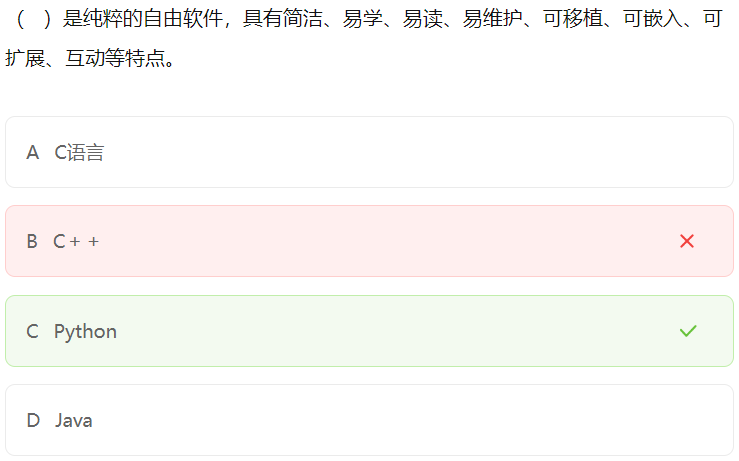 （　）是纯粹的自由软件，具有简洁、易学、易读、易维护、可移植、可嵌入、可
扩展、互动等特点。
A C语言
B C＋＋
C Python
D Java